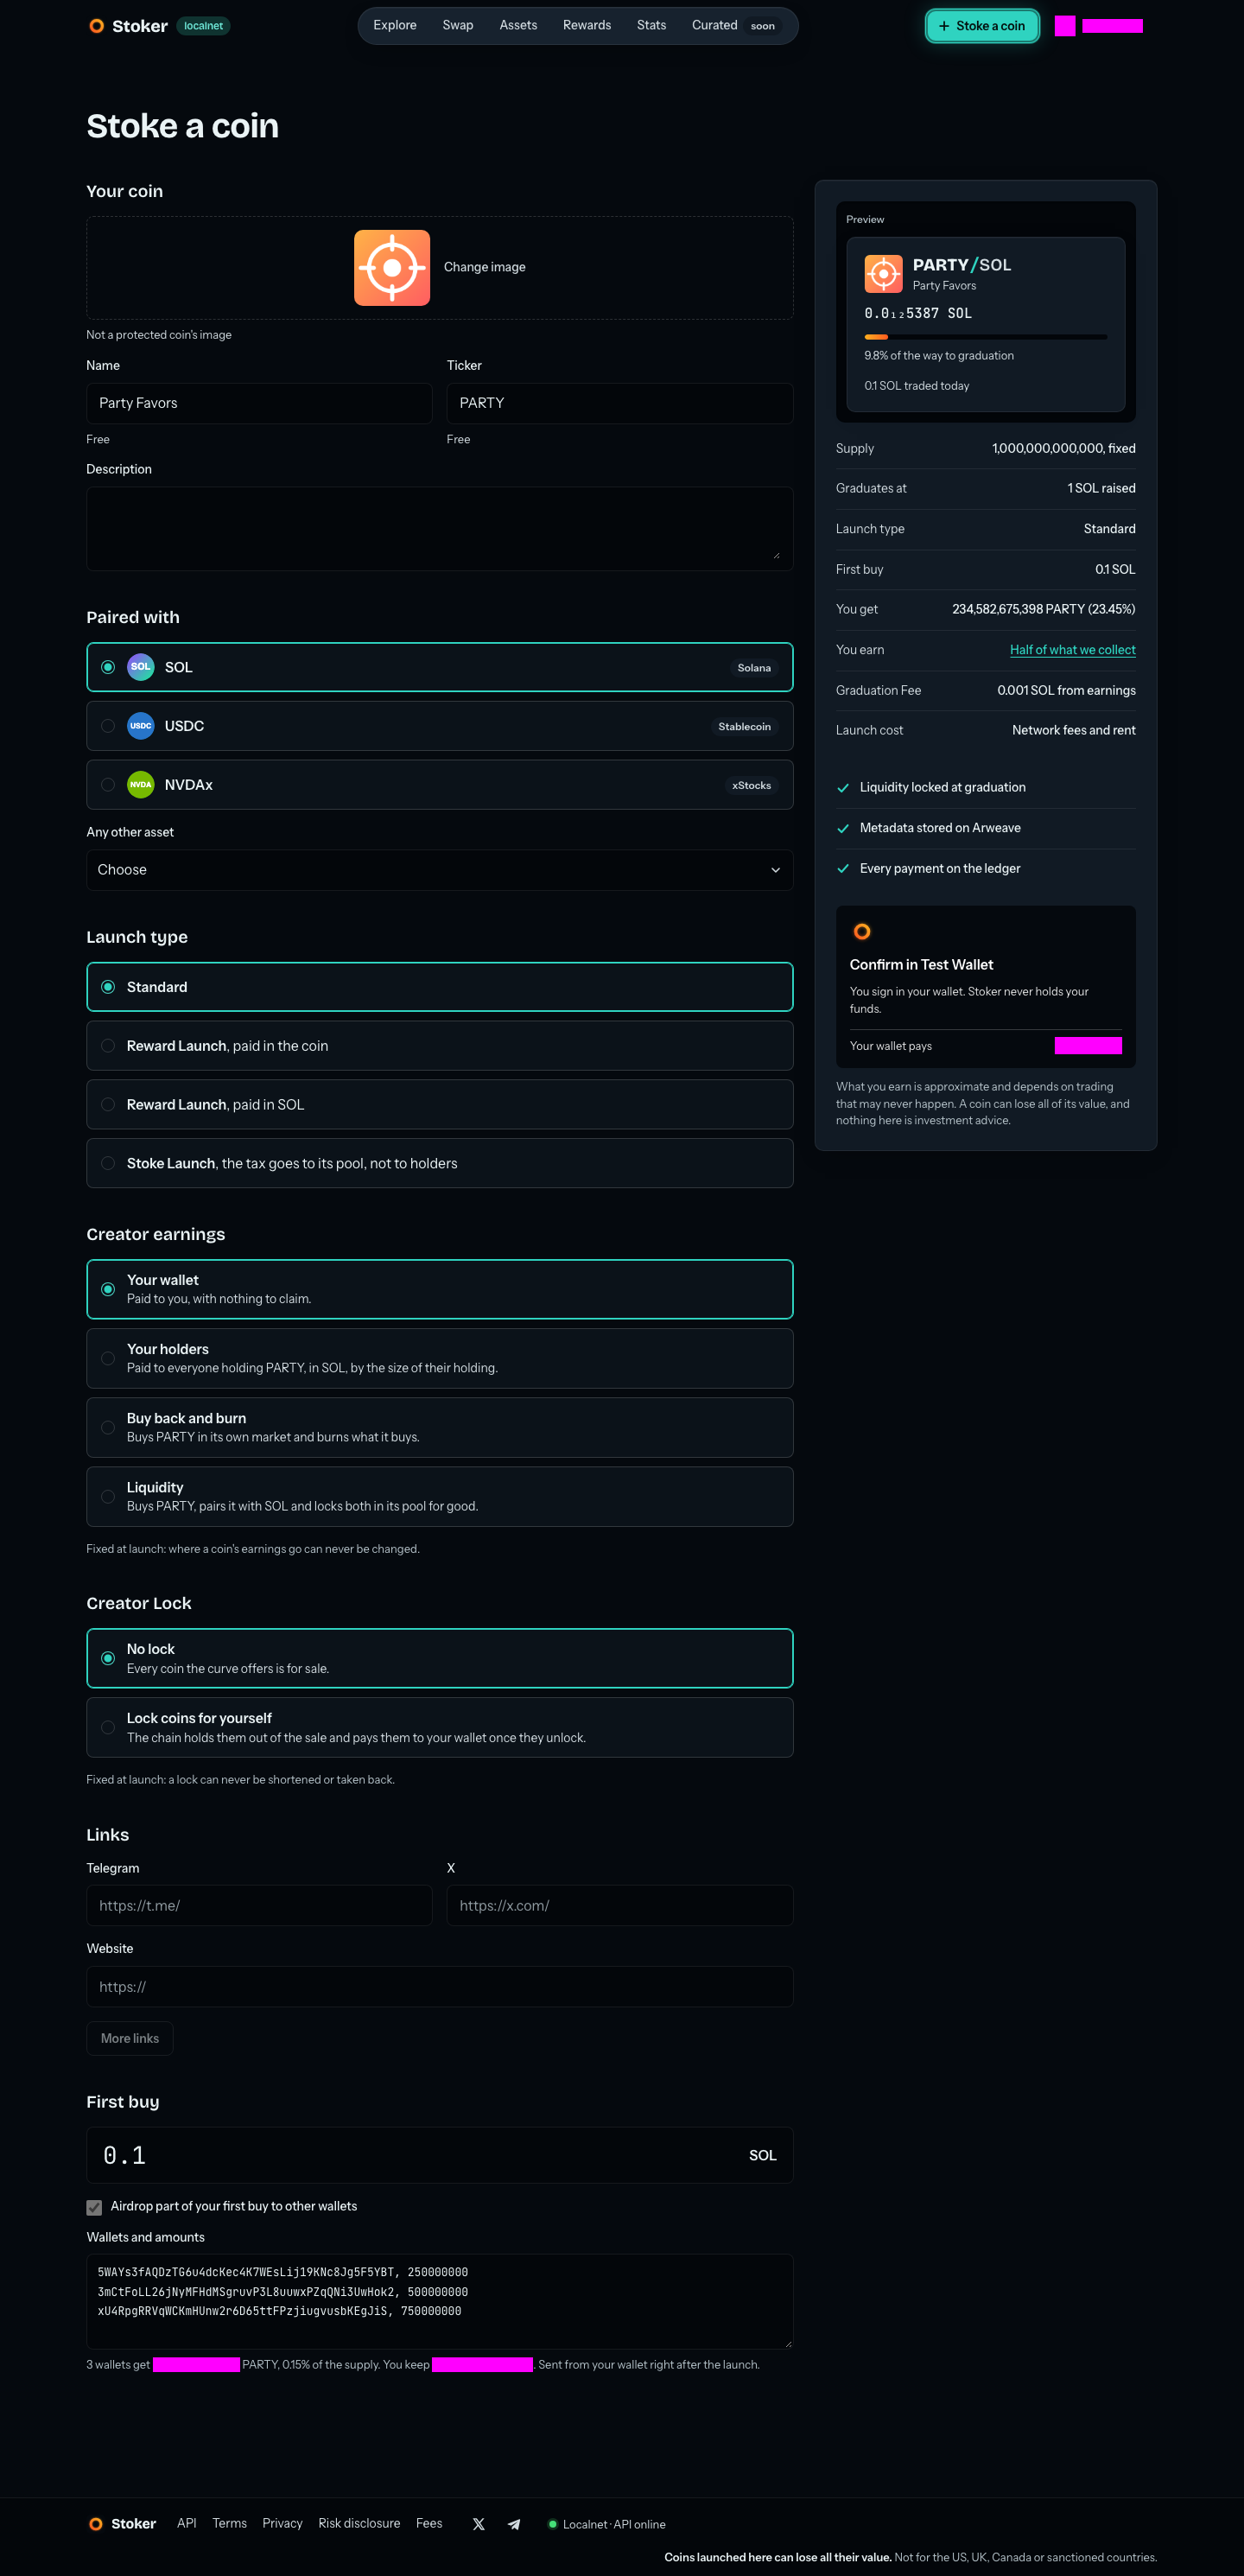 Stoker localnet
Explore Swap Assets Rewards Stats Curated soon
+ Stoke a coin
Stoke a coin
Your coin
Change image
Not a protected coin's image
Name
Ticker
Party Favors
PARTY
Free
Free
Description
Paired with
SOL SOL Solana
USDC USDC Stablecoin
NVDA NVDAx xStocks
Any other asset
Choose
Launch type
Standard
Reward Launch, paid in the coin
Reward Launch, paid in SOL
Stoke Launch, the tax goes to its pool, not to holders
Creator earnings
Your wallet
Paid to you, with nothing to claim.
Your holders
Paid to everyone holding PARTY, in SOL, by the size of their holding.
Buy back and burn
Buys PARTY in its own market and burns what it buys.
Liquidity
Buys PARTY, pairs it with SOL and locks both in its pool for good.
Fixed at launch: where a coin's earnings go can never be changed.
Creator Lock
No lock
Every coin the curve offers is for sale.
Lock coins for yourself
The chain holds them out of the sale and pays them to your wallet once they unlock.
Fixed at launch: a lock can never be shortened or taken back.
Links
Telegram
X
https://t.me/
https://x.com/
Website
https://
More links
First buy
0.1 SOL
Airdrop part of your first buy to other wallets
Wallets and amounts
5WAYs3fAQDzTG6u4dcKec4K7WEsLij19KNc8Jg5F5YBT, 250000000
3mCtFoLL26jNyMFHdMSgruvP3L8uuwxPZqQNi3UwHok2, 500000000
xU4RpgRRVqWCKmHUnw2r6D65ttFPzjiugvusbKEgJiS, 750000000
3 wallets get PARTY, 0.15% of the supply. You keep . Sent from your wallet right after the launch.
Preview
PARTY/SOL
Party Favors
0.0₁₂5387 SOL
9.8% of the way to graduation
0.1 SOL traded today
Supply 1,000,000,000,000, fixed
Graduates at 1 SOL raised
Launch type Standard
First buy 0.1 SOL
You get 234,582,675,398 PARTY (23.45%)
You earn Half of what we collect
Graduation Fee 0.001 SOL from earnings
Launch cost Network fees and rent
Liquidity locked at graduation
Metadata stored on Arweave
Every payment on the ledger
Confirm in Test Wallet
You sign in your wallet. Stoker never holds your
funds.
Your wallet pays
What you earn is approximate and depends on trading
that may never happen. A coin can lose all of its value, and
nothing here is investment advice.
Stoker API Terms Privacy Risk disclosure Fees Localnet · API online
Coins launched here can lose all their value. Not for the US, UK, Canada or sanctioned countries.